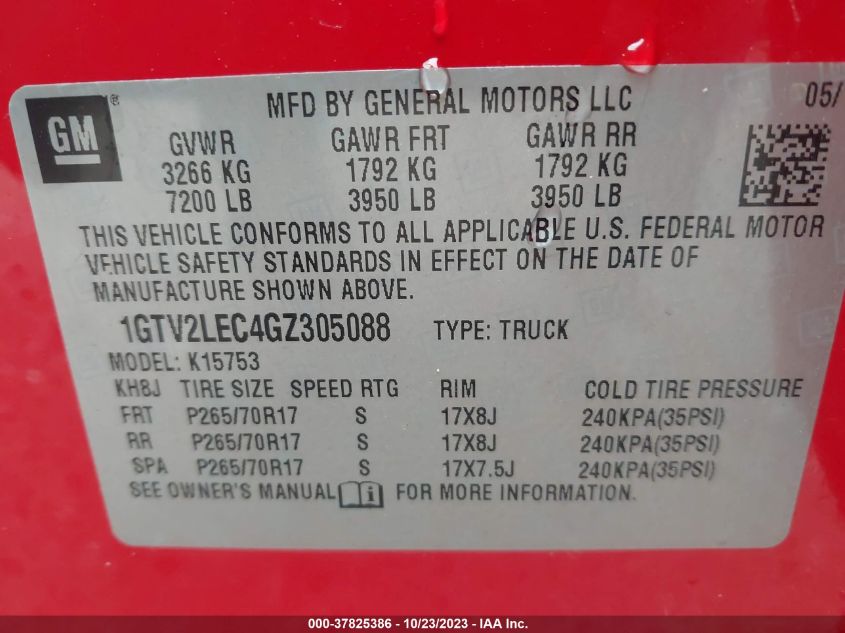 MFD BY GENERAL MOTORS LLC 05/
GM®
GVWR GAWR FRT GAWR RR
3266 KG 1792 KG 1792 KG
7200 LB 3950 LB 3950 LB
THIS VEHICLE CONFORMS TO ALL APPLICABLE U.S. FEDERAL MOTOR
VEHICLE SAFETY STANDARDS IN EFFECT ON THE DATE OF
MANUFACTURE SHOWN ABOVE.
1GTV2LEC4GZ305088 TYPE: TRUCK
MODEL: K15753
KH8J TIRE SIZE SPEED RTG RIM COLD TIRE PRESSURE
FRT P265/70R17 S 17X8J 240KPA(35PSI)
RR P265/70R17 S 17X8J 240KPA(35PSI)
SPA P265/70R17 S 17X7.5J 240KPA(35PSI)
SEE OWNER'S MANUAL FOR MORE INFORMATION.
000-37825386 - 10/23/2023 - IAA Inc.